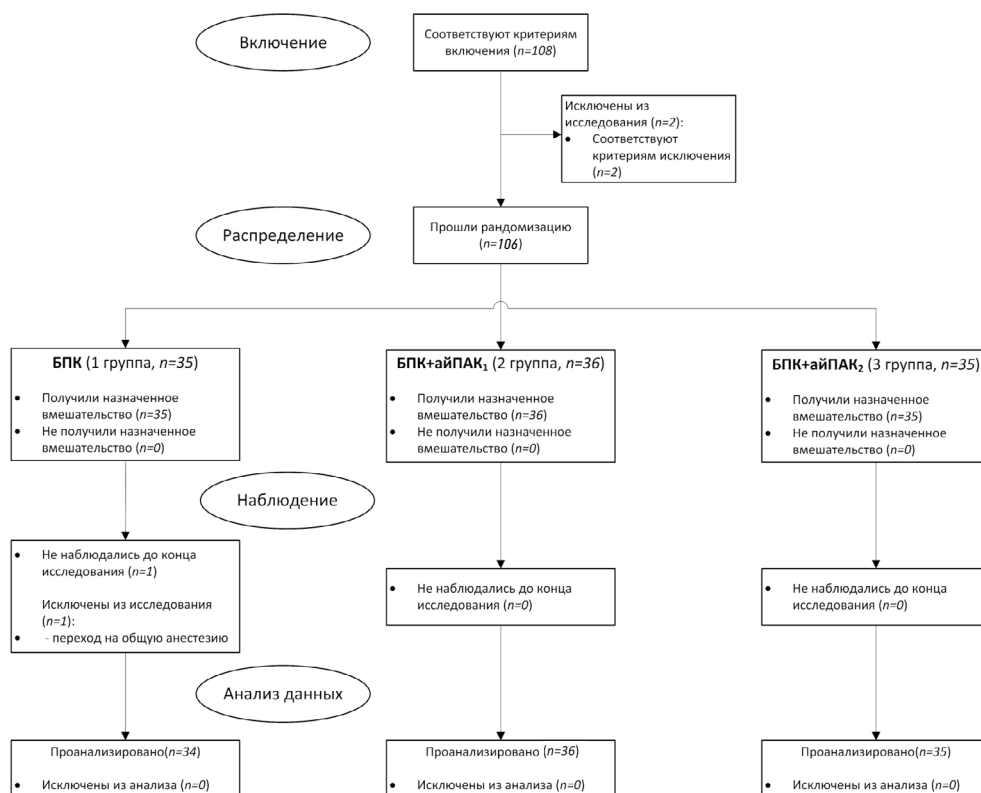 Включение
Соответствуют критериям
включения (n=108)
Исключены из
исследования (n=2):
• Соответствуют
критериям исключения
(n=2)
Распределение
Прошли рандомизацию
(n=106)
БПК (1 группа, n=35)
• Получили назначенное
вмешательство (n=35)
• Не получили назначенное
вмешательство (n=0)
БПК+айПАК₁ (2 группа, n=36)
• Получили назначенное
вмешательство (n=36)
• Не получили назначенное
вмешательство (n=0)
БПК+айПАК₂ (3 группа, n=35)
• Получили назначенное
вмешательство (n=35)
• Не получили назначенное
вмешательство (n=0)
Наблюдение
• Не наблюдались до конца
исследования (n=1)
Исключены из исследования
(n=1):
• - переход на общую анестезию
• Не наблюдались до конца
исследования (n=0)
• Не наблюдались до конца
исследования (n=0)
Анализ данных
Проанализировано(n=34)
• Исключены из анализа (n=0)
Проанализировано (n=36)
• Исключены из анализа (n=0)
Проанализировано(n=35)
• Исключены из анализа (n=0)